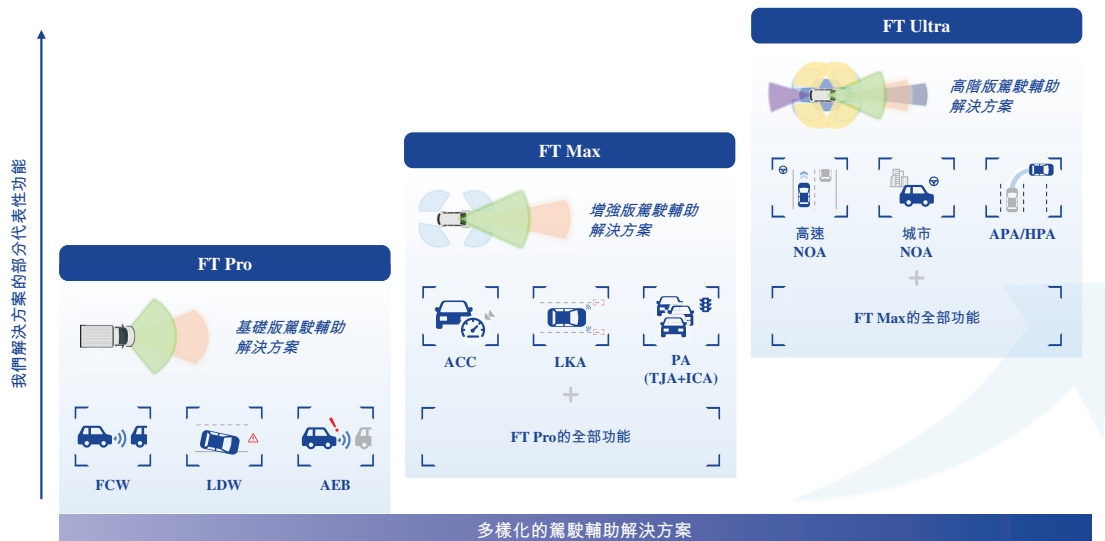 我們解決方案的部分代表性功能
FT Pro
基礎版駕駛輔助
解決方案
FCW
LDW
AEB
FT Max
增強版駕駛輔助
解決方案
ACC
LKA
PA
(TJA+ICA)
+
FT Pro的全部功能
FT Ultra
高階版駕駛輔助
解決方案
高速
NOA
城市
NOA
APA/HPA
+
FT Max的全部功能
多樣化的駕駛輔助解決方案